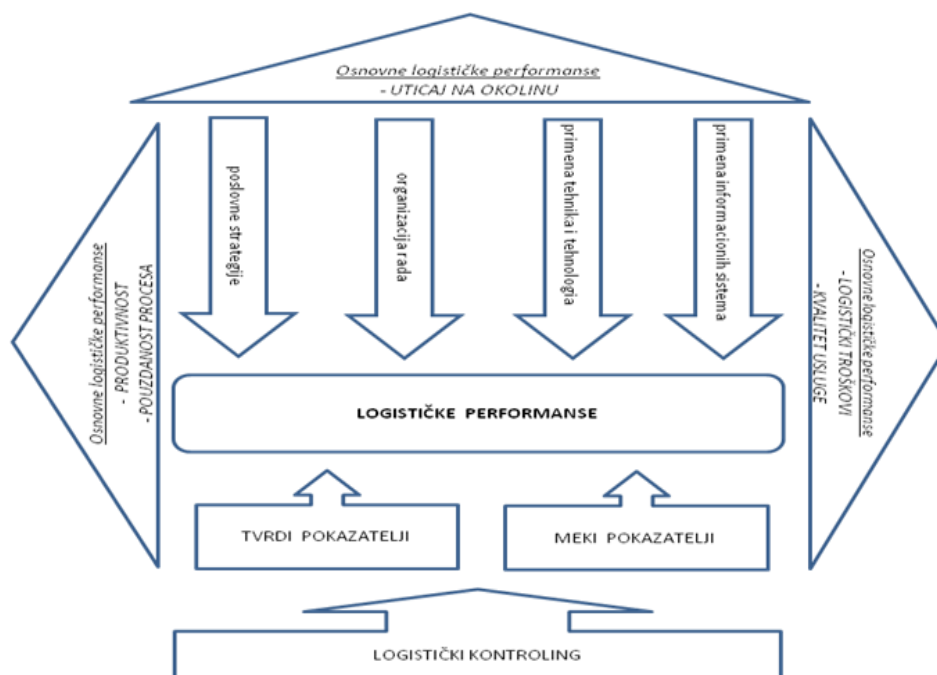 Osnovne logističke performanse
- UTICAJ NA OKOLINU
poslovne strategije
organizacija rada
primena tehnika i tehnologia
primena informacionih sistema
Osnovne logističke performanse
- PRODUKTIVNOST
- POUZDANOST PROCESA
Osnovne logističke performanse
- LOGISTIČKI TROŠKOVI
- KVALITET USLUGE
LOGISTIČKE PERFORMANSE
TVRDI POKAZATELJI
MEKI POKAZATELJI
LOGISTIČKI KONTROLING